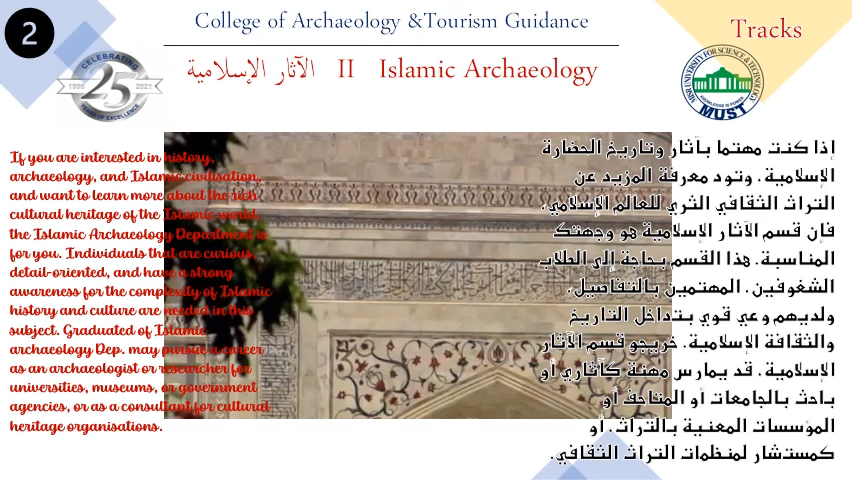 2
College of Archaeology &Tourism Guidance
Tracks
CELEBRATING
25
1996
2021
YEARS OF EXCELLENCE
الآثار الإسلامية II Islamic Archaeology
MISR UNIVERSITY FOR SCIENCE & TECHNOLOGY
KNOWLEDGE IS POWER
MUST
If you are interested in history,
archaeology, and Islamic civilisation,
and want to learn more about the rich
cultural heritage of the Islamic world,
the Islamic Archaeology Department is
for you. Individuals that are curious,
detail-oriented, and have a strong
awareness for the complexity of Islamic
history and culture are needed in this
subject. Graduated of Islamic
archaeology Dep. may pursue a career
as an archaeologist or researcher for
universities, museums, or government
agencies, or as a consultant for cultural
heritage organisations.
إذا كنت مهتما بآثار وتاريخ الحضارة
الإسلامية، وتود معرفة المزيد عن
التراث الثقافي الثري للعالم الإسلامي،
فإن قسم الآثار الإسلامية هو وجهتك
المناسبة. هذا القسم بحاجة إلى الطلاب
الشغوفين، المهتمين بالتفاصيل،
ولديهم وعي قوي بتداخل التاريخ
والثقافة الإسلامية. خريجو قسم الآثار
الإسلامية، قد يمارس مهنة كآثاري أو
باحث بالجامعات أو المتاحف أو
المؤسسات المعنية بالتراث، أو
كمستشار لمنظمات التراث الثقافي.